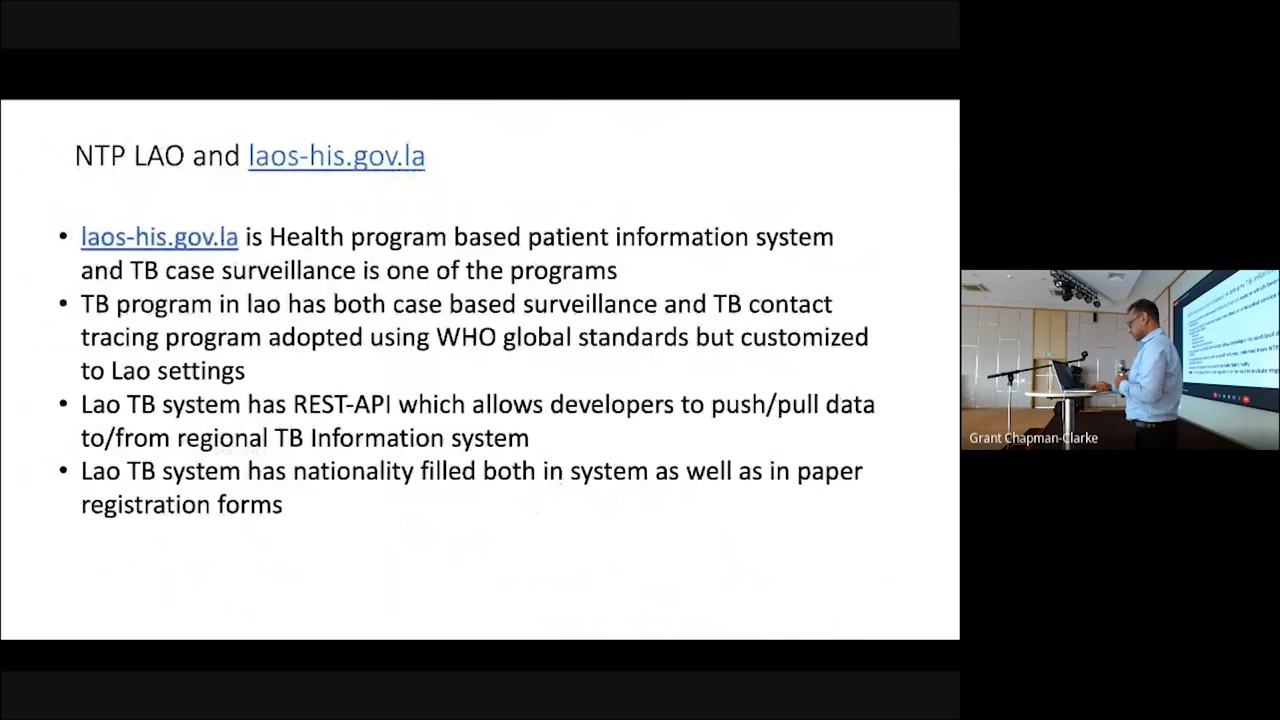 NTP LAO and laos-his.gov.la
• laos-his.gov.la is Health program based patient information system
and TB case surveillance is one of the programs
• TB program in lao has both case based surveillance and TB contact
tracing program adopted using WHO global standards but customized
to Lao settings
• Lao TB system has REST-API which allows developers to push/pull data
to/from regional TB Information system
• Lao TB system has nationality filled both in system as well as in paper
registration forms
Grant Chapman-Clarke